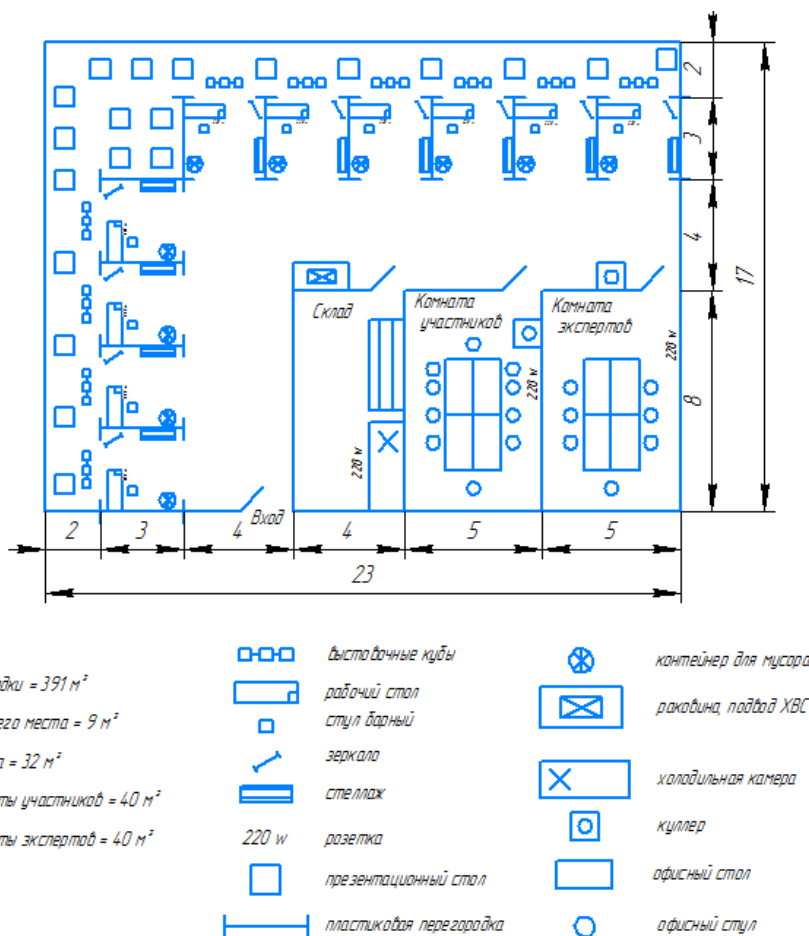 2
3
4
17
Склад
Комната
участников
Комната
экспертов
220 w
220 w
220 w
8
Вход
2
3
4
4
5
5
23
выставочные кубы
контейнер для мусора
дки = 391 м²
рабочий стол
раковина, подвод ХВС
его места = 9 м²
стул барный
а = 32 м²
зеркало
стеллаж
холодильная камера
ты участников = 40 м²
куллер
ты экспертов = 40 м²
220 w
розетка
презентационный стол
офисный стол
пластиковая перегородка
офисный стул